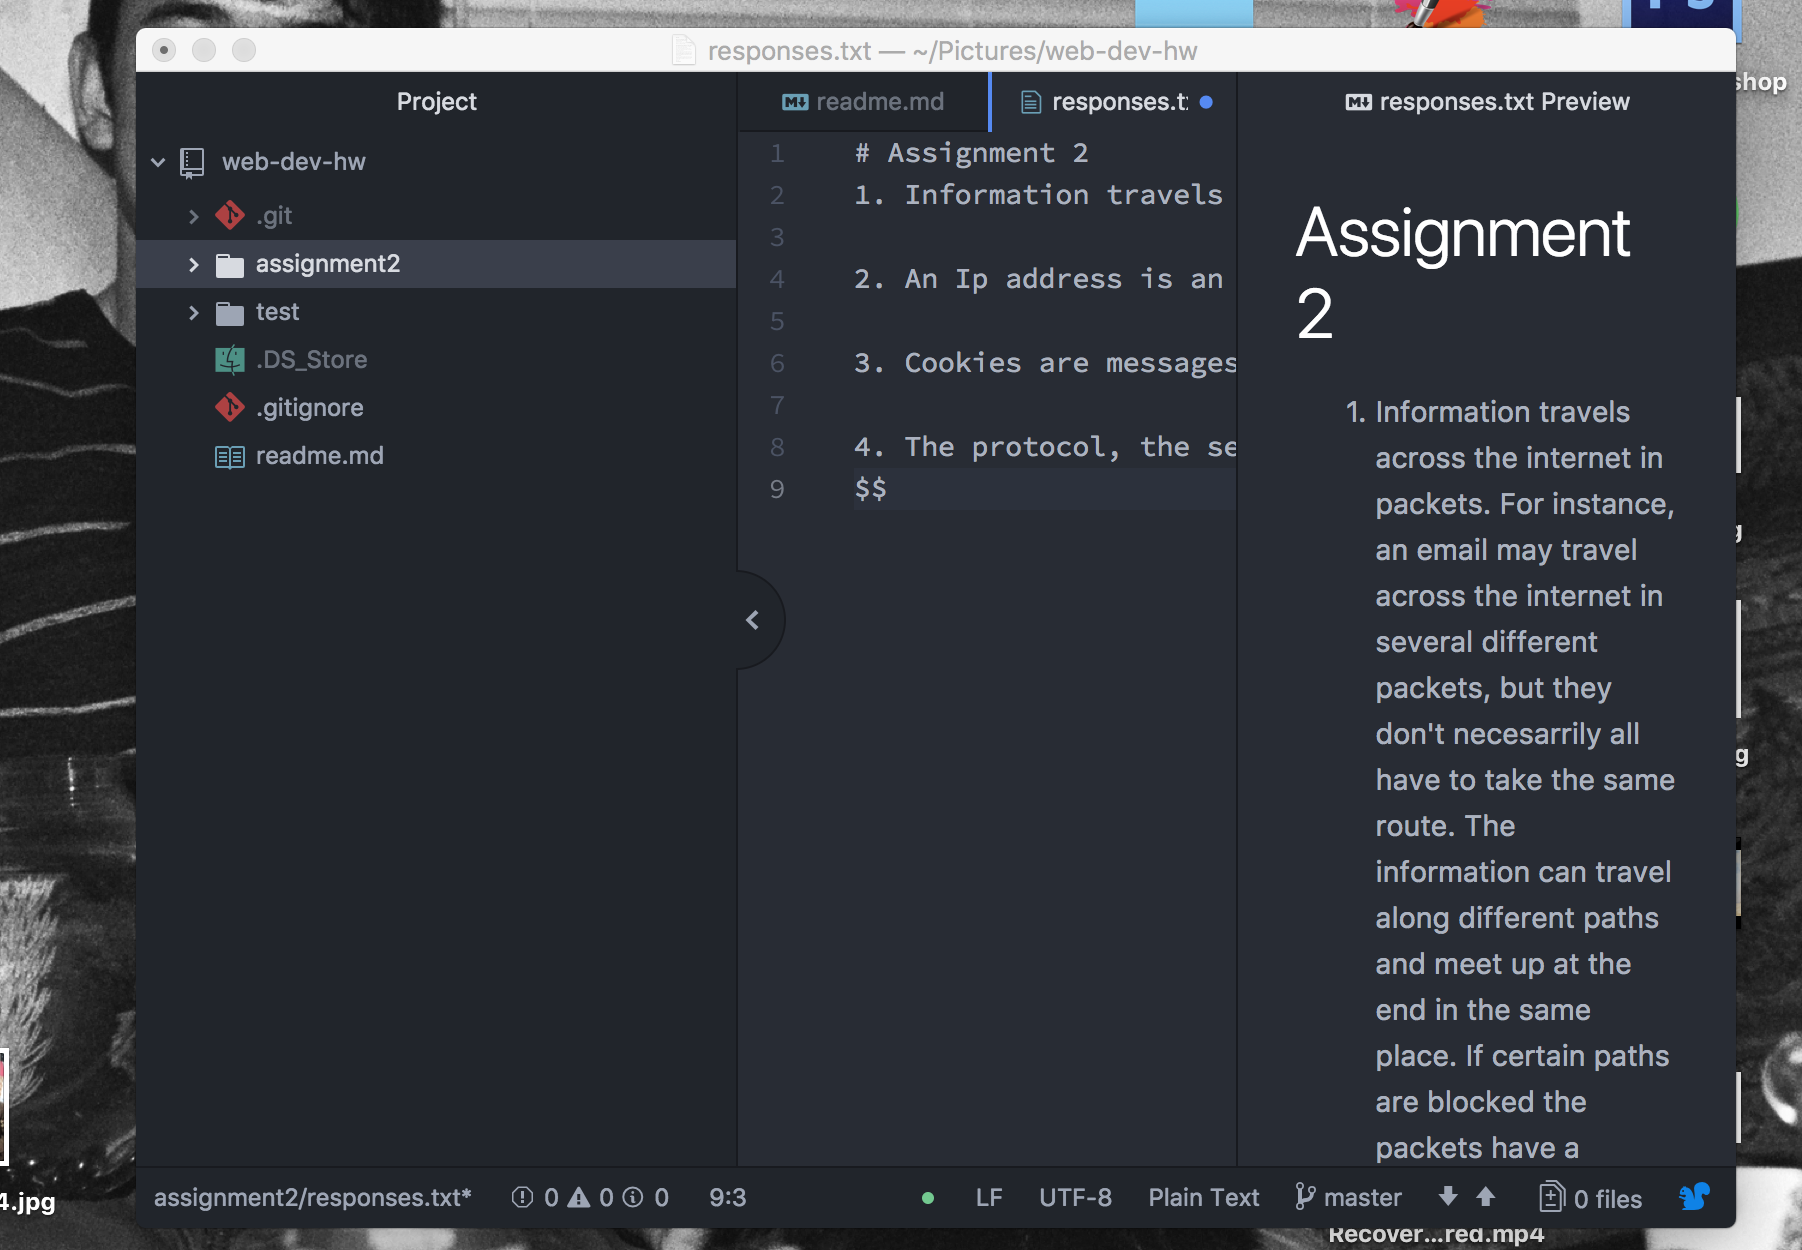 shop
responses.txt — ~/Pictures/web-dev-hw
Project
web-dev-hw
.git
assignment2
test
.DS_Store
.gitignore
readme.md
readme.md
responses.t
1 # Assignment 2
2 1. Information travels
3
4 2. An Ip address is an
5
6 3. Cookies are messages
7
8 4. The protocol, the se
9 $$
responses.txt Preview
Assignment
2
1. Information travels
across the internet in
packets. For instance,
an email may travel
across the internet in
several different
packets, but they
don't necesarrily all
have to take the same
route. The
information can travel
along different paths
and meet up at the
end in the same
place. If certain paths
are blocked the
packets have a
assignment2/responses.txt* 0 0 0 9:3 LF UTF-8 Plain Text master 0 files
4.jpg
g
Recover...red.mp4